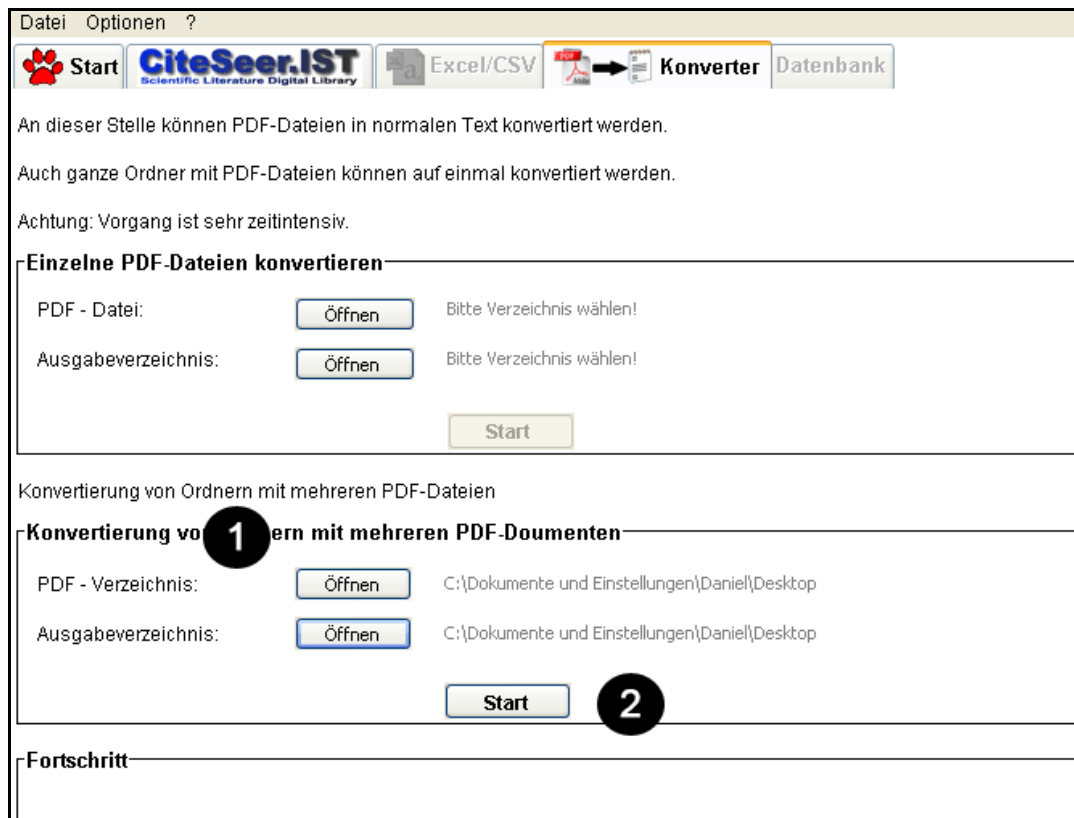 Datei Optionen ?
Start CiteSeer.IST Excel/CSV PDF Konverter Datenbank
Scientific Literature Digital Library
An dieser Stelle können PDF-Dateien in normalen Text konvertiert werden.
Auch ganze Ordner mit PDF-Dateien können auf einmal konvertiert werden.
Achtung: Vorgang ist sehr zeitintensiv.
Einzelne PDF-Dateien konvertieren
PDF - Datei: Öffnen Bitte Verzeichnis wählen!
Ausgabeverzeichnis: Öffnen Bitte Verzeichnis wählen!
Start
Konvertierung von Ordnern mit mehreren PDF-Dateien
Konvertierung vo 1 ern mit mehreren PDF-Doumenten
PDF - Verzeichnis: Öffnen C:\Dokumente und Einstellungen\Daniel\Desktop
Ausgabeverzeichnis: Öffnen C:\Dokumente und Einstellungen\Daniel\Desktop
Start 2
Fortschritt